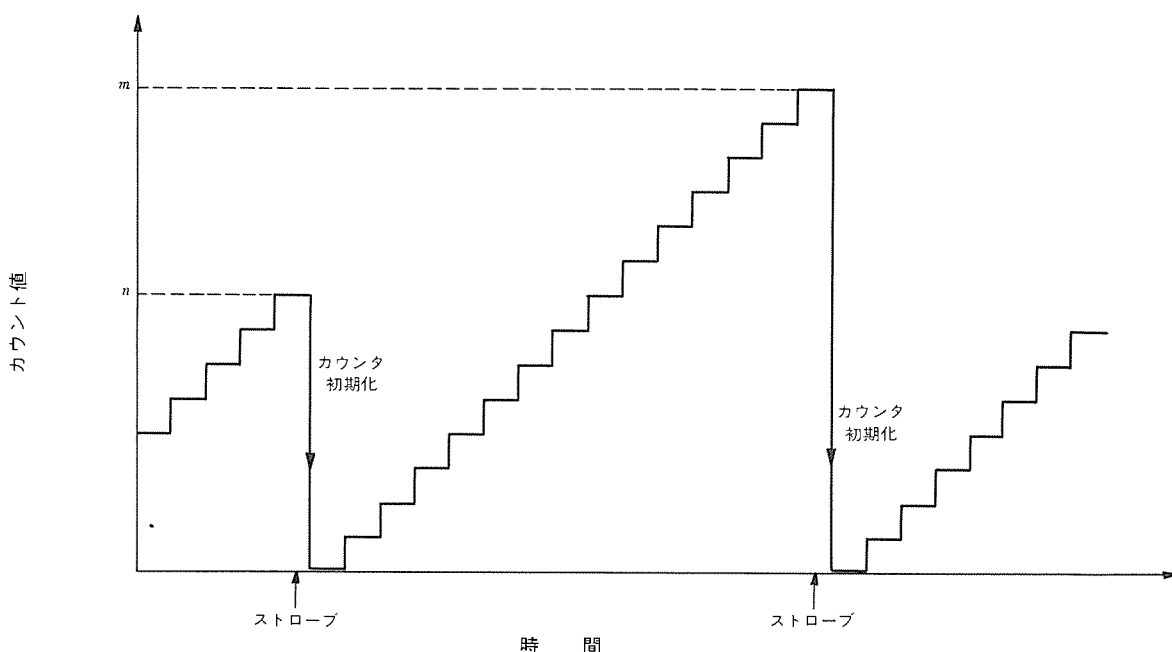 m
n
カウント値
カウンタ
初期化
カウンタ
初期化
ストローブ
ストローブ
時 間